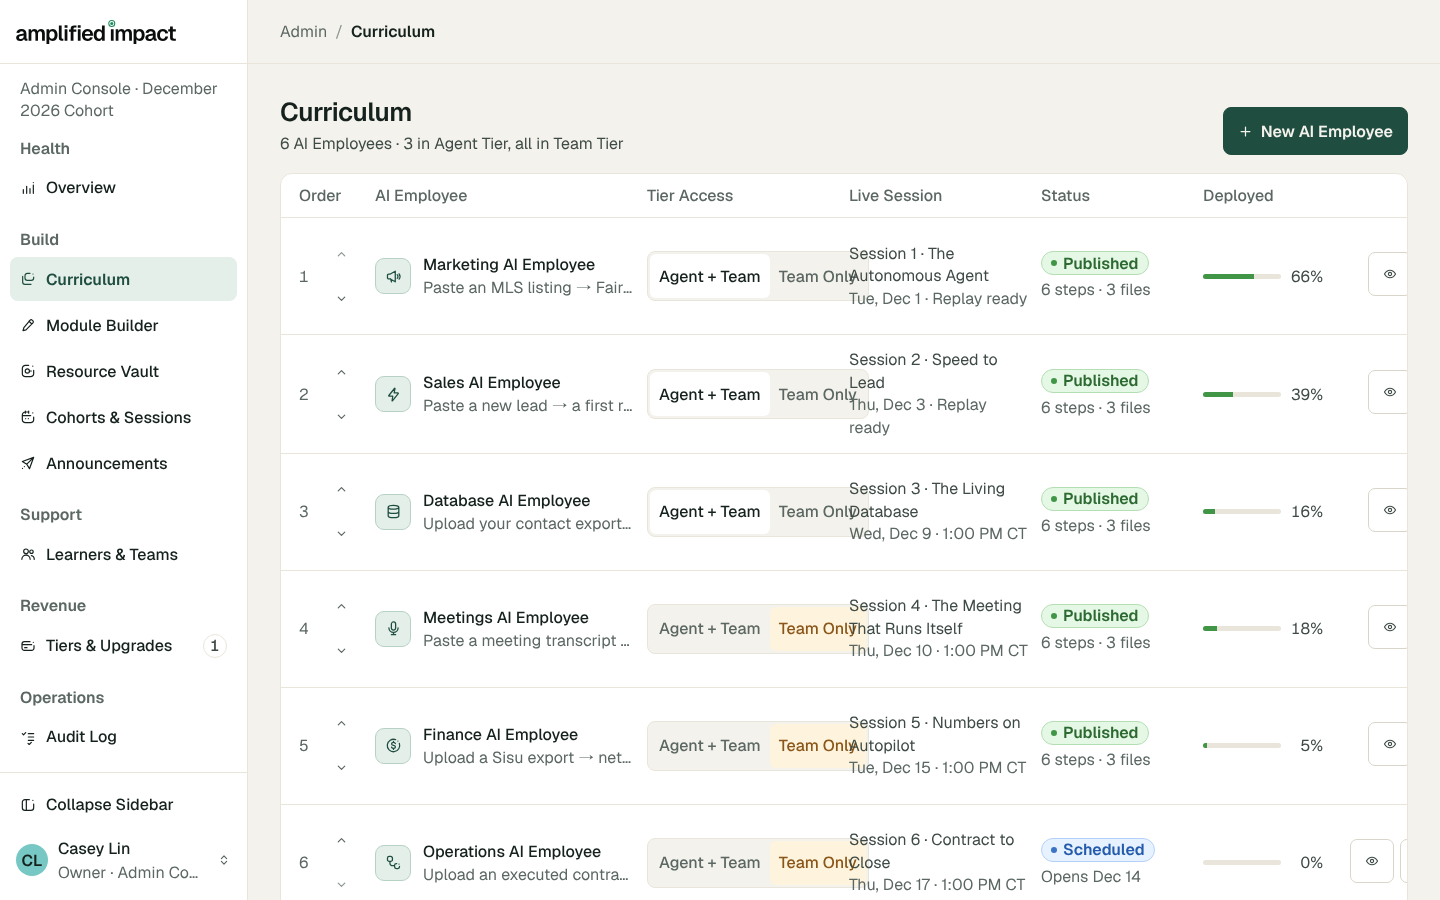 amplified impact
Admin Console · December
2026 Cohort
Health
Overview
Build
Curriculum
Module Builder
Resource Vault
Cohorts & Sessions
Announcements
Support
Learners & Teams
Revenue
Tiers & Upgrades 1
Operations
Audit Log
Collapse Sidebar
CL
Casey Lin
Owner · Admin Co...
Admin / Curriculum
Curriculum
6 AI Employees · 3 in Agent Tier, all in Team Tier
+ New AI Employee
Order AI Employee Tier Access Live Session Status Deployed
1
Marketing AI Employee
Paste an MLS listing → Fair...
Agent + Team Team Only
Session 1 · The
Autonomous Agent
Tue, Dec 1 · Replay ready
Published
6 steps · 3 files
66%
2
Sales AI Employee
Paste a new lead → a first r...
Agent + Team Team Only
Session 2 · Speed to
Lead
Thu, Dec 3 · Replay
ready
Published
6 steps · 3 files
39%
3
Database AI Employee
Upload your contact export...
Agent + Team Team Only
Session 3 · The Living
Database
Wed, Dec 9 · 1:00 PM CT
Published
6 steps · 3 files
16%
4
Meetings AI Employee
Paste a meeting transcript ...
Agent + Team Team Only
Session 4 · The Meeting
That Runs Itself
Thu, Dec 10 · 1:00 PM CT
Published
6 steps · 3 files
18%
5
Finance AI Employee
Upload a Sisu export → net...
Agent + Team Team Only
Session 5 · Numbers on
Autopilot
Tue, Dec 15 · 1:00 PM CT
Published
6 steps · 3 files
5%
6
Operations AI Employee
Upload an executed contra...
Agent + Team Team Only
Session 6 · Contract to
Close
Thu, Dec 17 · 1:00 PM CT
Scheduled
Opens Dec 14
0%